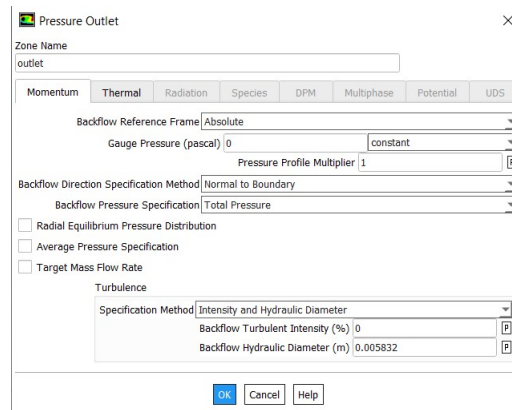 Pressure Outlet
Zone Name
outlet
Momentum Thermal Radiation Species DPM Multiphase Potential UDS
Backflow Reference Frame Absolute
Gauge Pressure (pascal) 0 constant
Pressure Profile Multiplier 1 P
Backflow Direction Specification Method Normal to Boundary
Backflow Pressure Specification Total Pressure
Radial Equilibrium Pressure Distribution
Average Pressure Specification
Target Mass Flow Rate
Turbulence
Specification Method Intensity and Hydraulic Diameter
Backflow Turbulent Intensity (%) 0 P
Backflow Hydraulic Diameter (m) 0.005832 P
OK Cancel Help